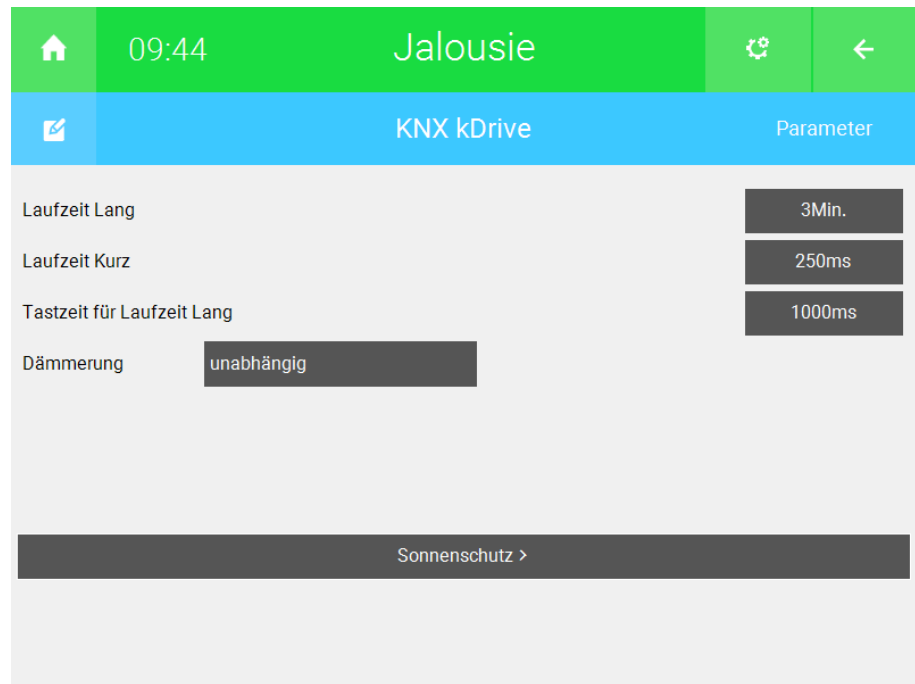 09:44 Jalousie
KNX kDrive Parameter
Laufzeit Lang 3Min.
Laufzeit Kurz 250ms
Tastzeit für Laufzeit Lang 1000ms
Dämmerung unabhängig
Sonnenschutz >